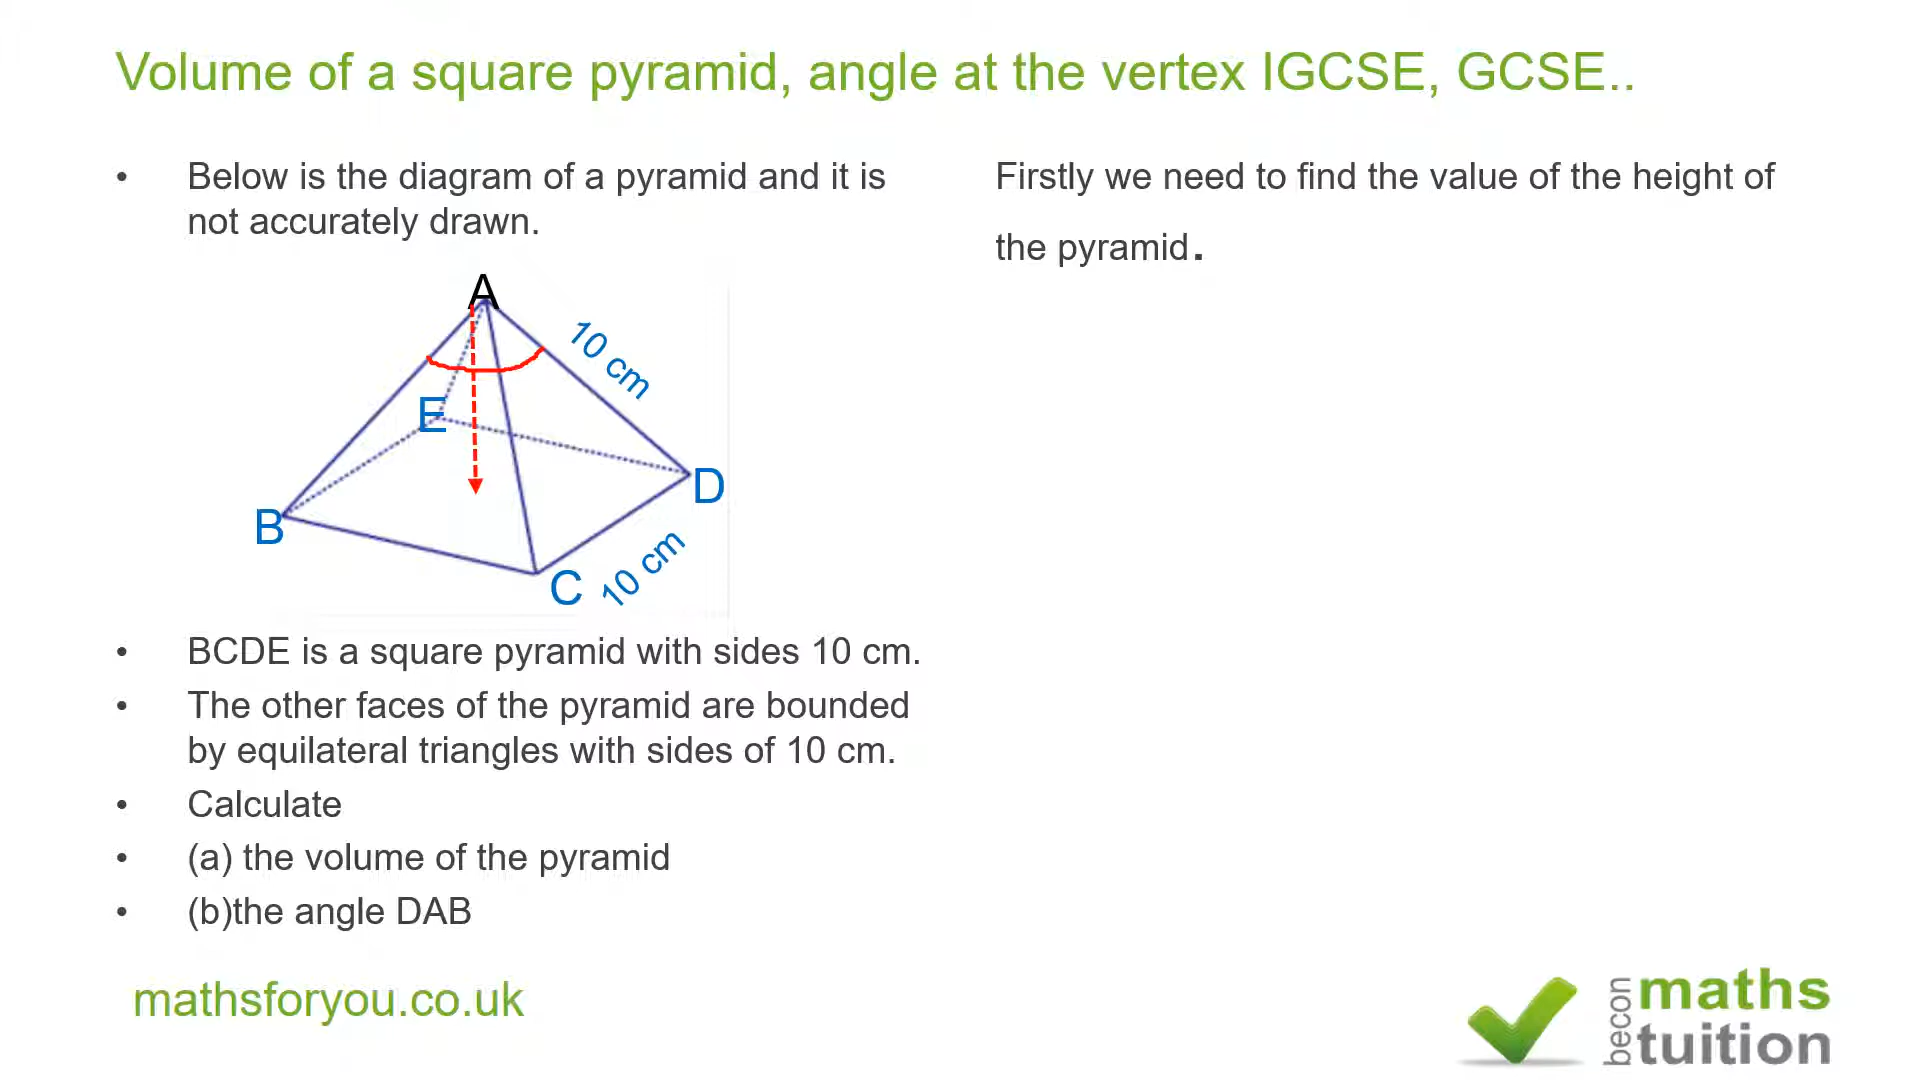 Volume of a square pyramid, angle at the vertex IGCSE, GCSE..
• Below is the diagram of a pyramid and it is
not accurately drawn.
A
10 cm
E
D
B
C
10 cm
• BCDE is a square pyramid with sides 10 cm.
• The other faces of the pyramid are bounded
by equilateral triangles with sides of 10 cm.
• Calculate
• (a) the volume of the pyramid
• (b)the angle DAB
Firstly we need to find the value of the height of
the pyramid.
mathsforyou.co.uk
becon
maths
tuition